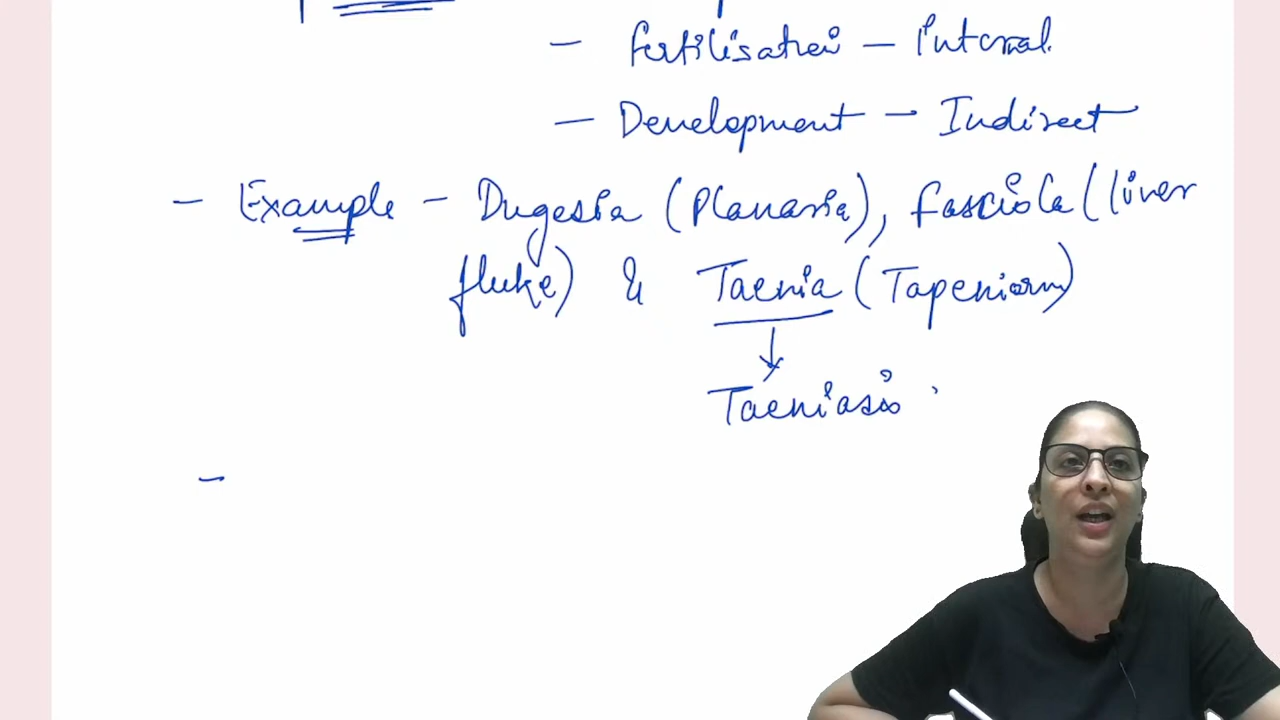 - Fertilisation - Internal
- Development - Indirect
- Example - Dugesia (Planaria), Fasciola (liver
fluke) & Taenia (Tapeworm)
↓
Taeniasis
-